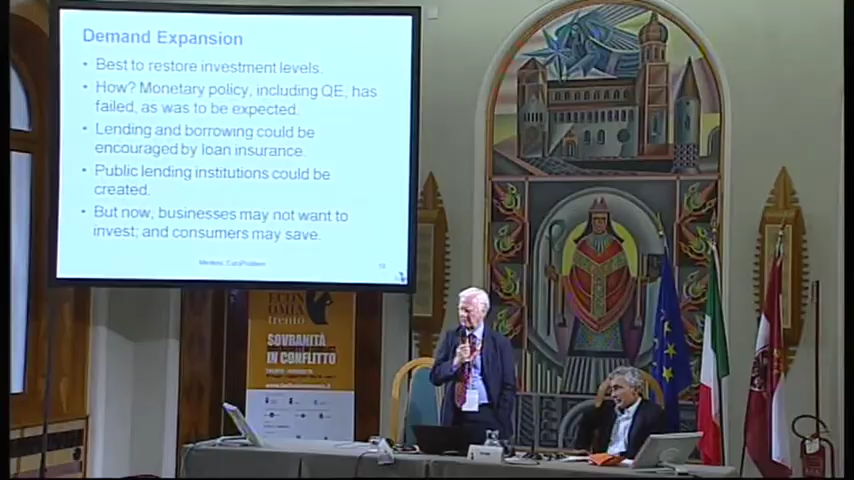 Demand Expansion
• Best to restore investment levels.
• How? Monetary policy, including QE, has
failed, as was to be expected.
• Lending and borrowing could be
encouraged by loan insurance.
• Public lending institutions could be
created.
• But now, businesses may not want to
invest; and consumers may save.
ECON
OMIA
trento
SOVRANITÀ
IN CONFLITTO